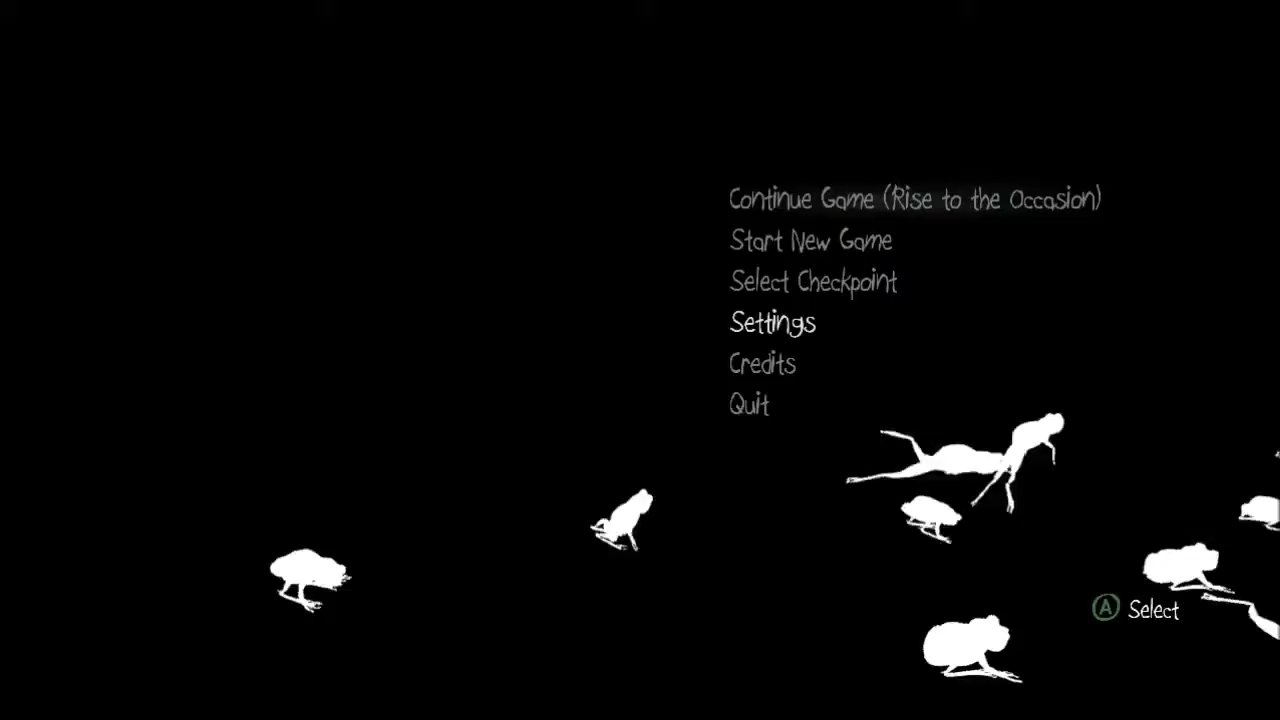 Continue Game (Rise to the Occasion)
Start New Game
Select Checkpoint
Settings
Credits
Quit
A Select